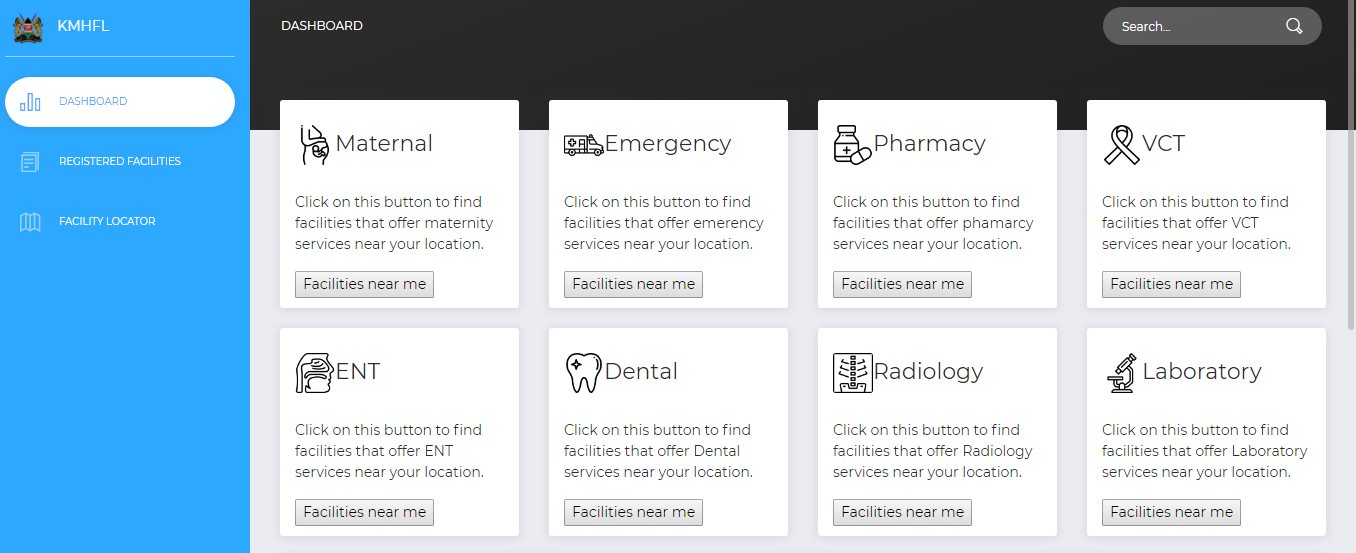 KMHFL
DASHBOARD
REGISTERED FACILITIES
FACILITY LOCATOR
DASHBOARD
Search...
Maternal
Click on this button to find
facilities that offer maternity
services near your location.
Facilities near me
Emergency
Click on this button to find
facilities that offer emerency
services near your location.
Facilities near me
Pharmacy
Click on this button to find
facilities that offer phamarcy
services near your location.
Facilities near me
VCT
Click on this button to find
facilities that offer VCT
services near your location.
Facilities near me
ENT
Click on this button to find
facilities that offer ENT
services near your location.
Facilities near me
Dental
Click on this button to find
facilities that offer Dental
services near your location.
Facilities near me
Radiology
Click on this button to find
facilities that offer Radiology
services near your location.
Facilities near me
Laboratory
Click on this button to find
facilities that offer Laboratory
services near your location.
Facilities near me